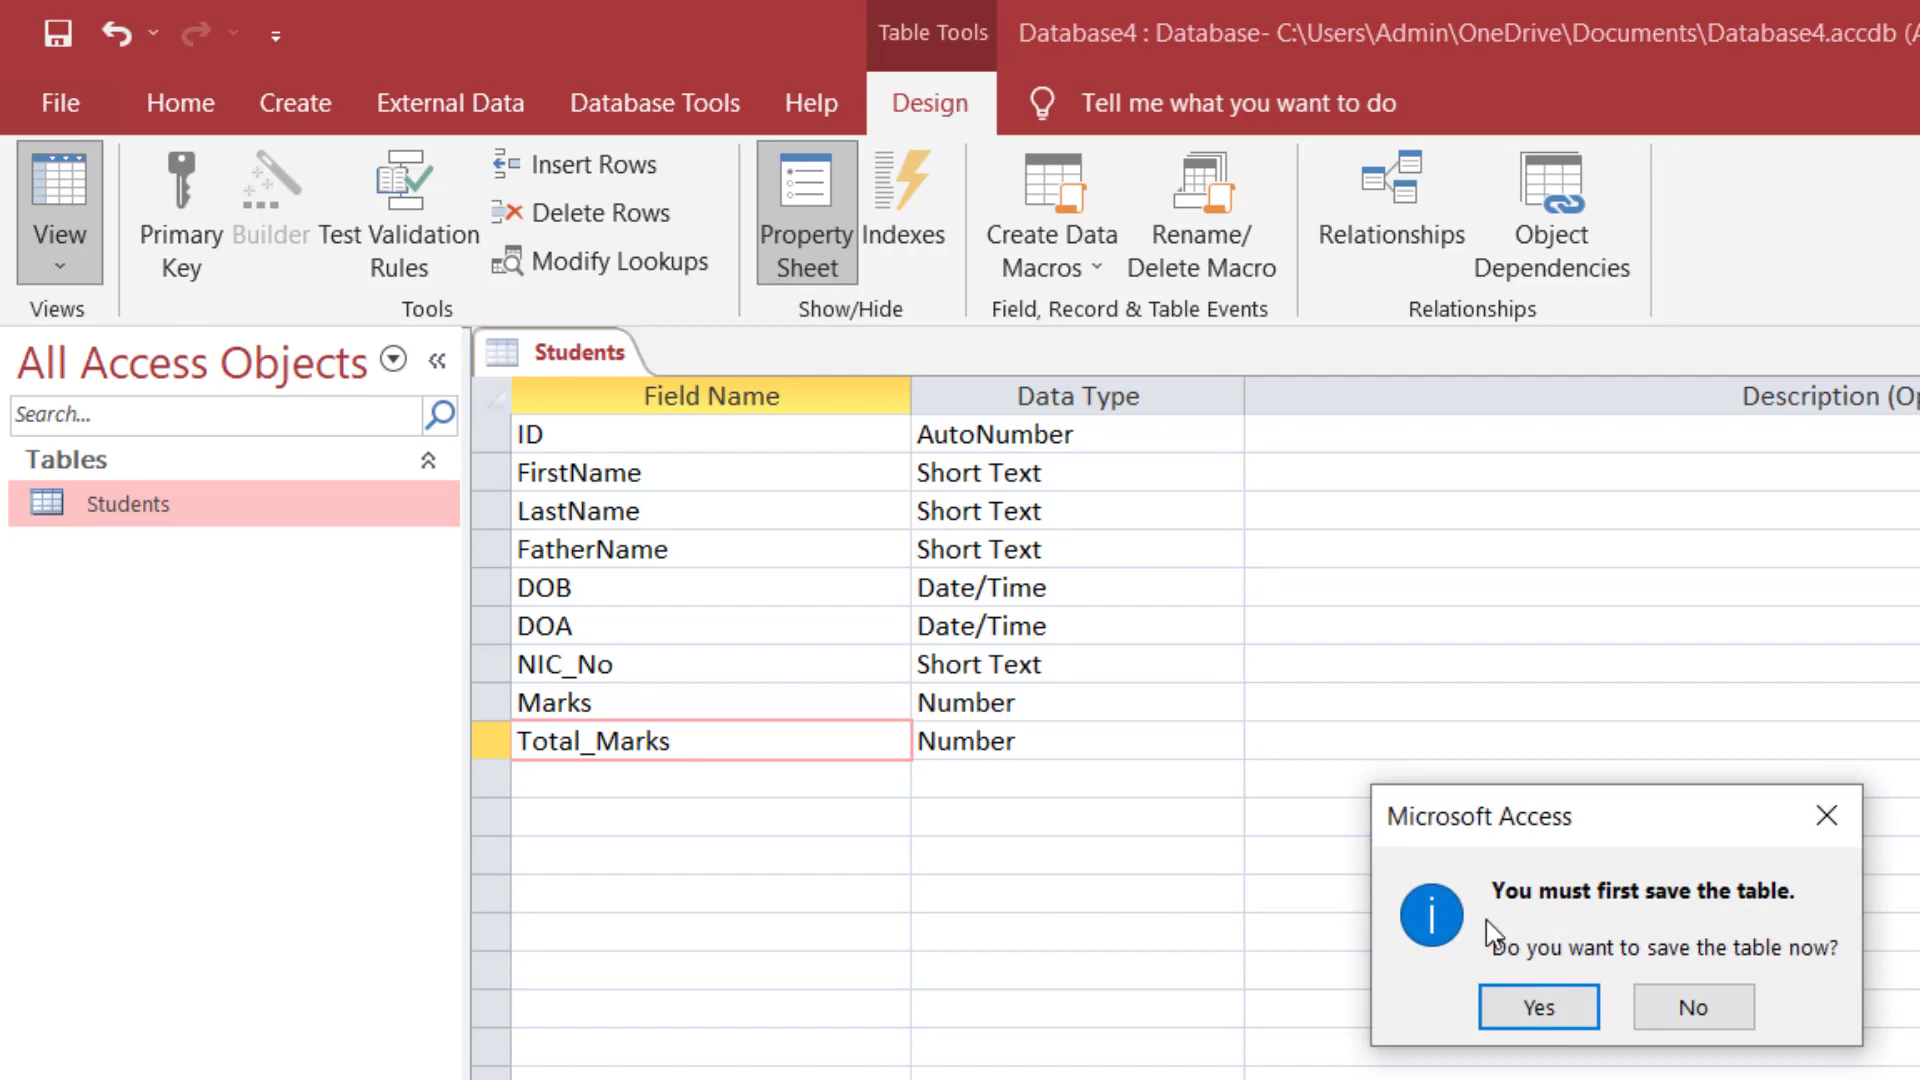 Table Tools
Database4 : Database- C:\Users\Admin\OneDrive\Documents\Database4.accdb (A
File Home Create External Data Database Tools Help Design Tell me what you want to do
View
Primary Key
Builder
Test Validation Rules
Insert Rows
Delete Rows
Modify Lookups
Property Sheet
Indexes
Create Data Macros
Rename/ Delete Macro
Relationships
Object Dependencies
Views
Tools
Show/Hide
Field, Record & Table Events
Relationships
All Access Objects
Search...
Tables
Students
Students
Field Name Data Type Description (Op
ID AutoNumber
FirstName Short Text
LastName Short Text
FatherName Short Text
DOB Date/Time
DOA Date/Time
NIC_No Short Text
Marks Number
Total_Marks Number
Microsoft Access
You must first save the table.
Do you want to save the table now?
Yes No